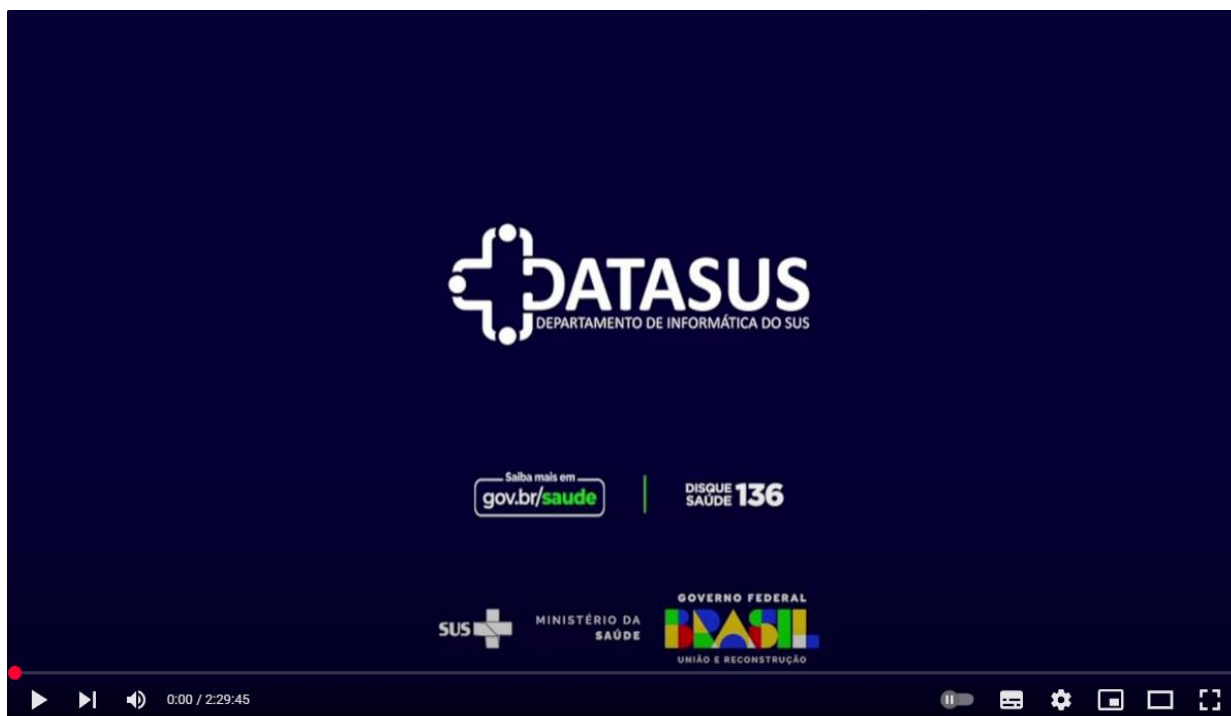 DATASUS
DEPARTAMENTO DE INFORMÁTICA DO SUS
Saiba mais em
gov.br/saude
DISQUE
SAÚDE 136
SUS
MINISTÉRIO DA
SAÚDE
GOVERNO FEDERAL
BRASIL
UNIÃO E RECONSTRUÇÃO
0:00 / 2:29:45